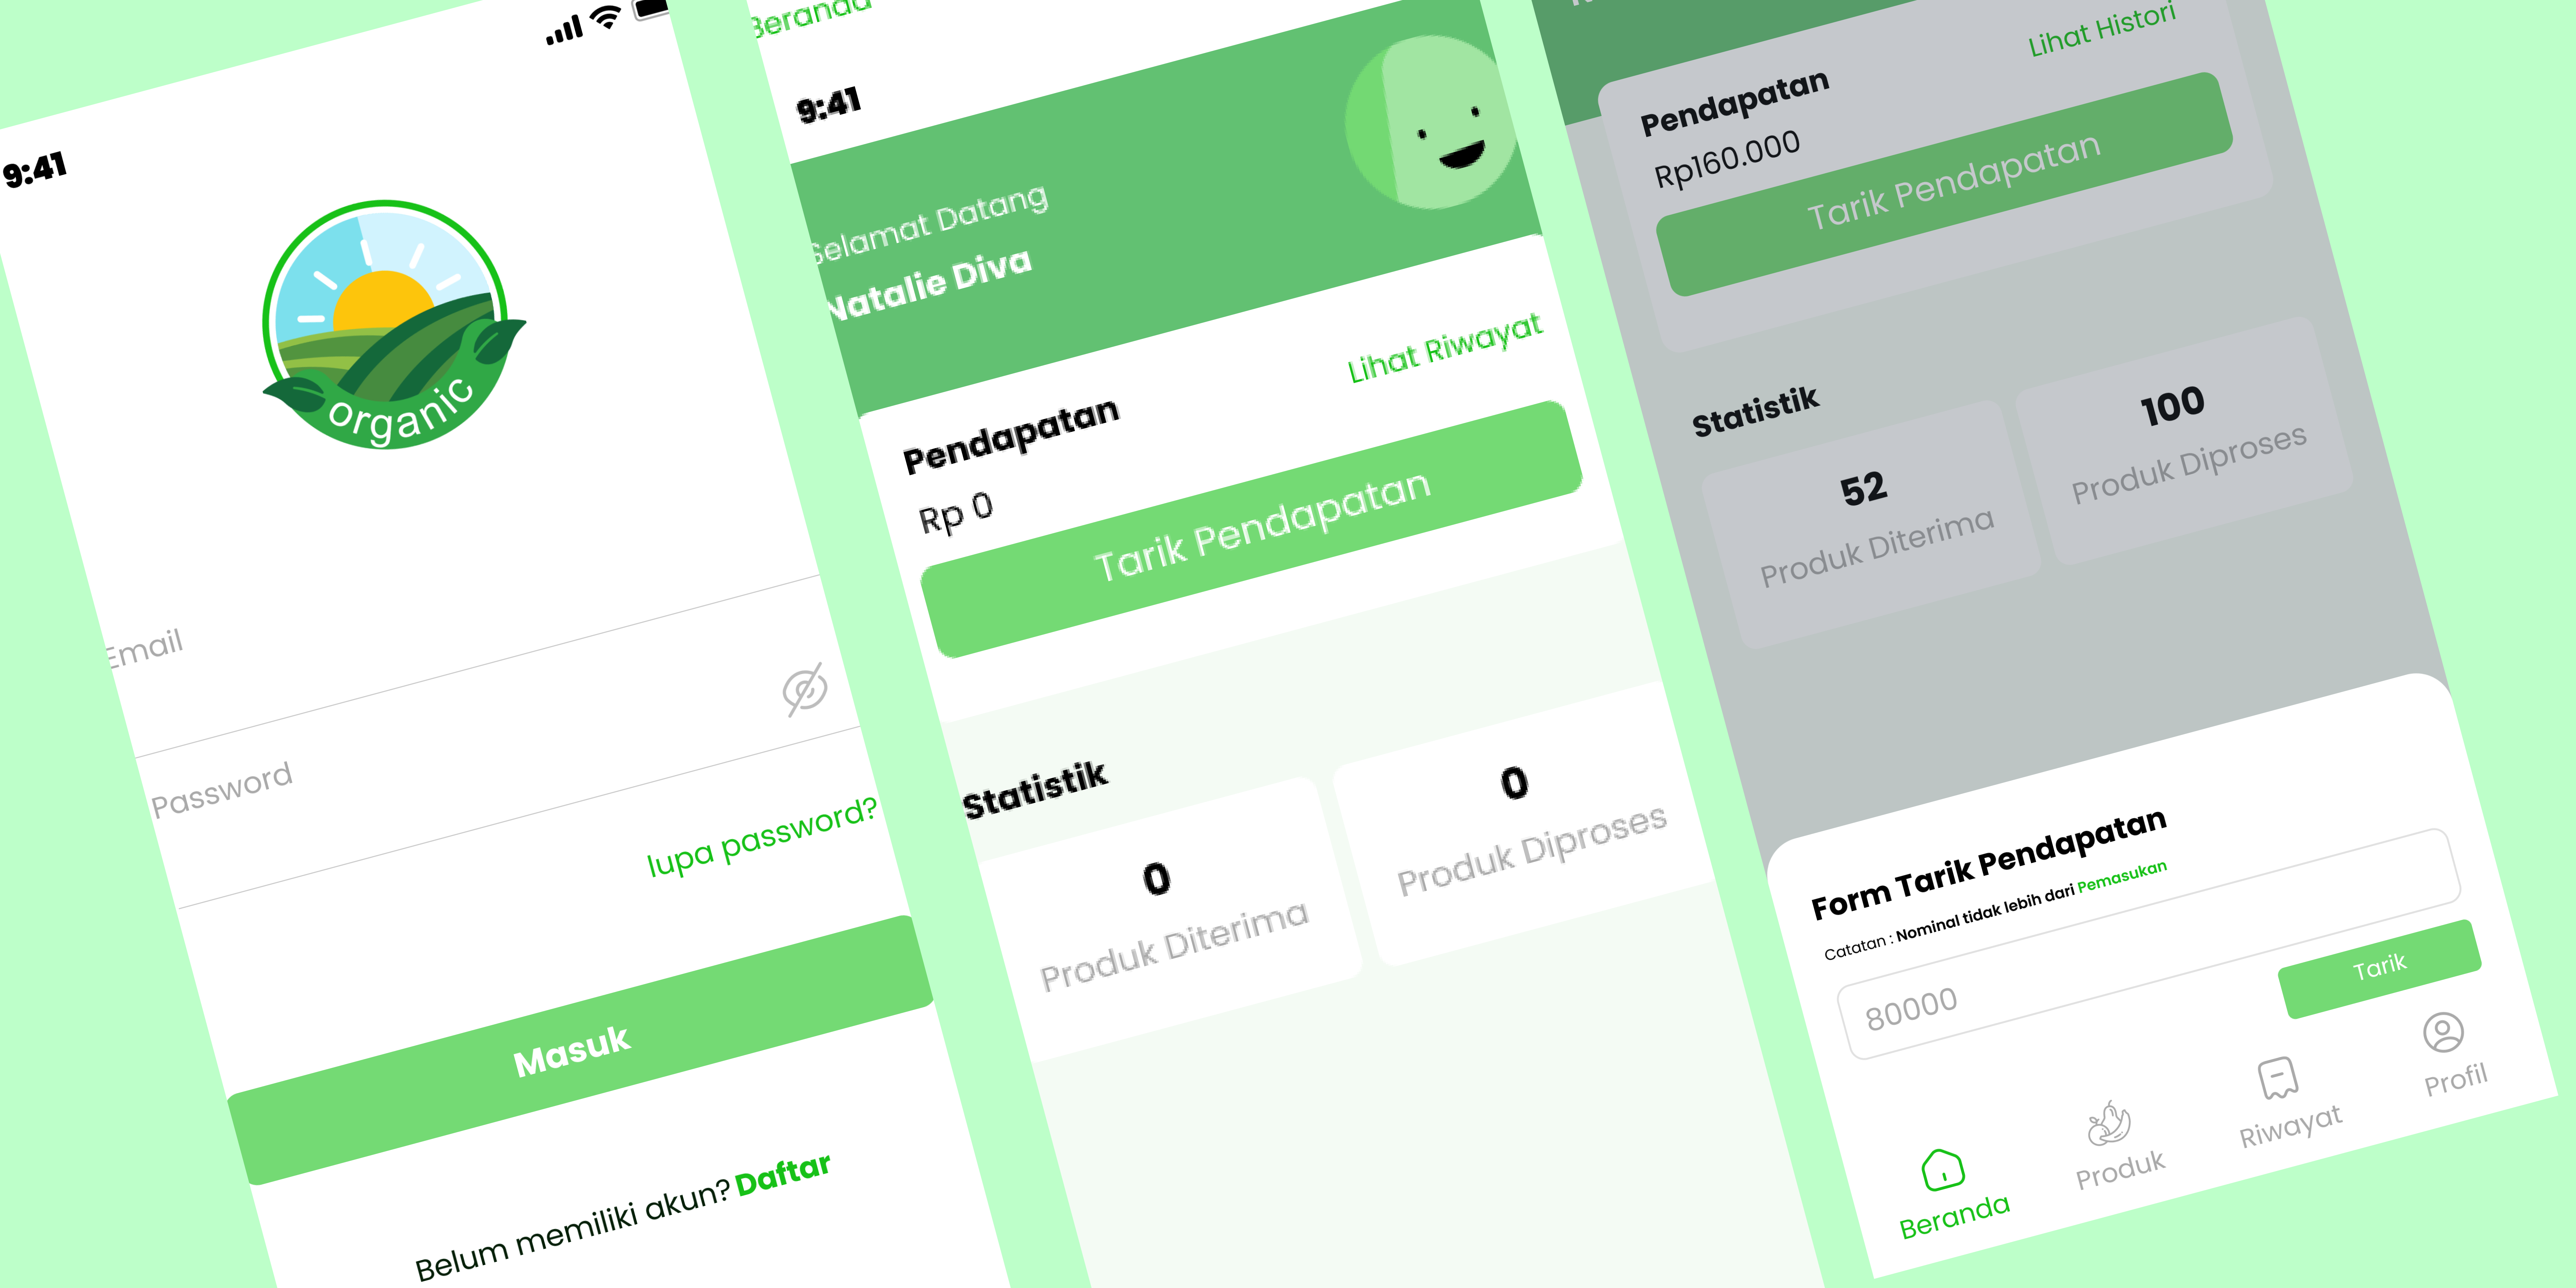 9:41
organic
Email
Password
lupa password?
Masuk
Belum memiliki akun? Daftar
Beranda
9:41
Selamat Datang
Natalie Diva
Pendapatan
Lihat Riwayat
Rp 0
Tarik Pendapatan
Statistik
0
Produk Diterima
0
Produk Diproses
Lihat Histori
Pendapatan
Rp160.000
Tarik Pendapatan
Statistik
52
Produk Diterima
100
Produk Diproses
Form Tarik Pendapatan
Catatan : Nominal tidak lebih dari Pemasukan
80000
Tarik
Beranda
Produk
Riwayat
Profil